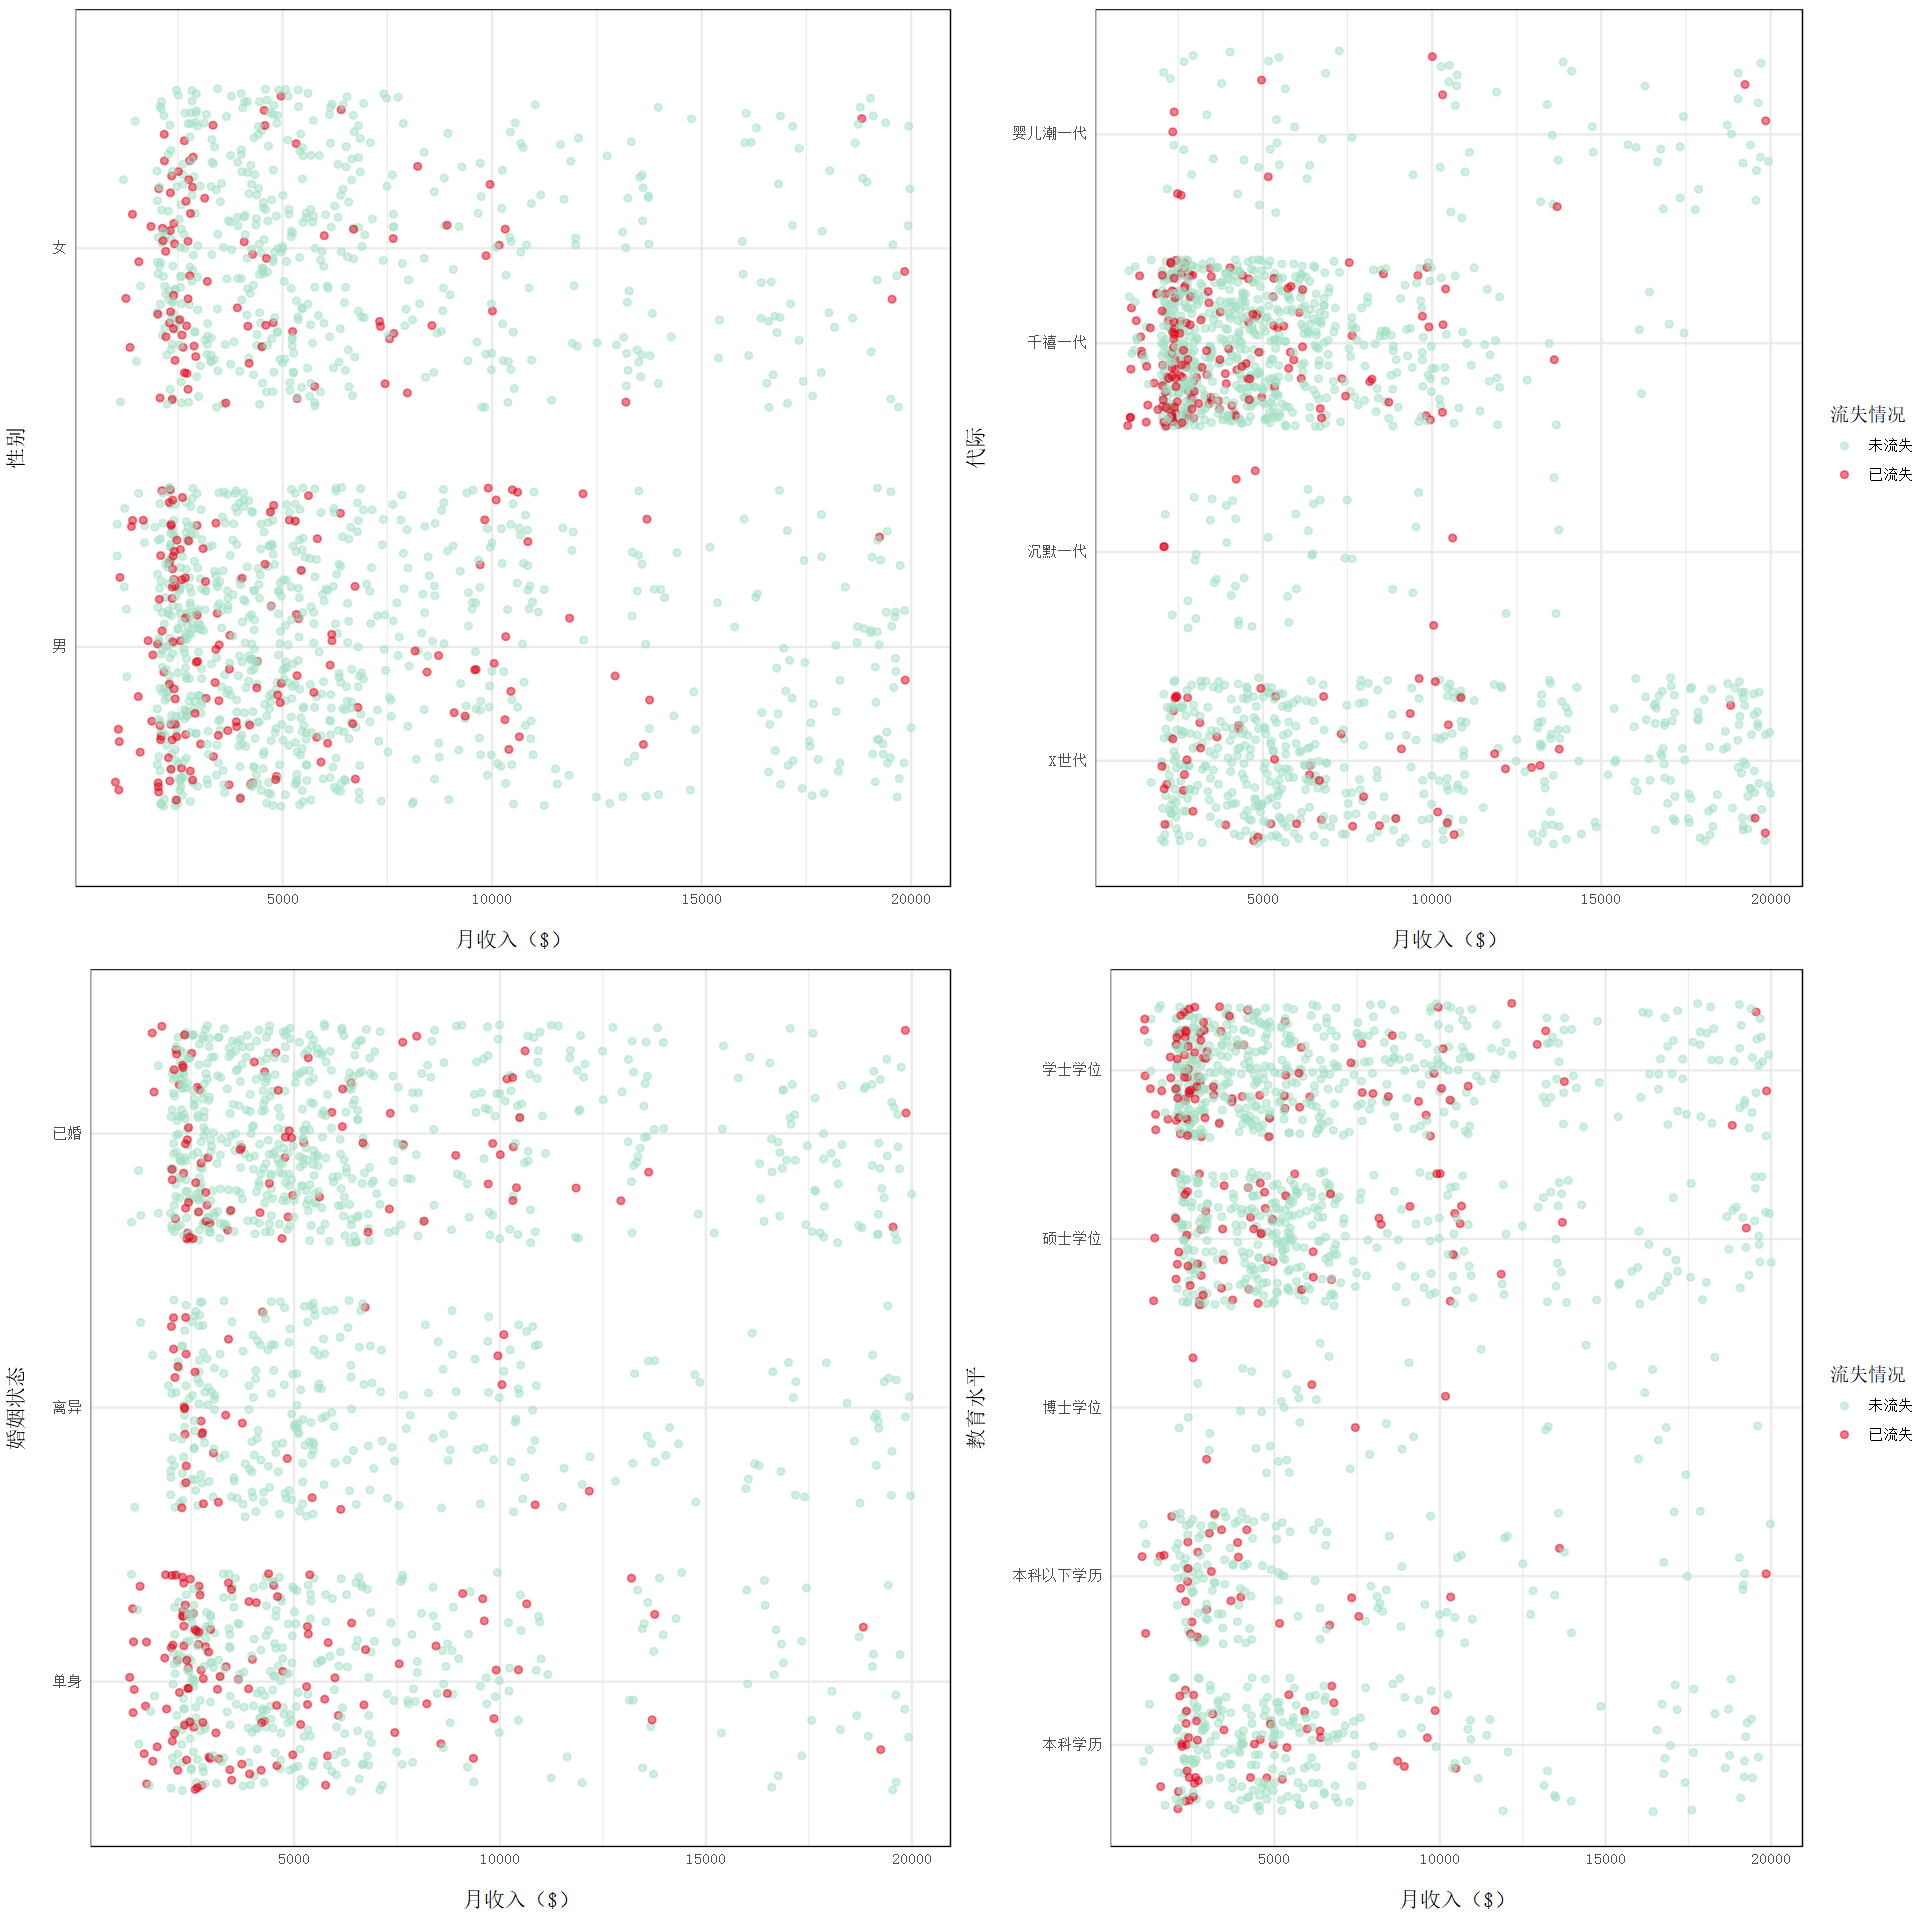 性别
女
男
5000 10000 15000 20000
月收入（$）
代际
婴儿潮一代
千禧一代
沉默一代
X世代
5000 10000 15000 20000
月收入（$）
流失情况
未流失
已流失
婚姻状态
已婚
离异
单身
5000 10000 15000 20000
月收入（$）
教育水平
学士学位
硕士学位
博士学位
本科以下学历
本科学历
5000 10000 15000 20000
月收入（$）
流失情况
未流失
已流失